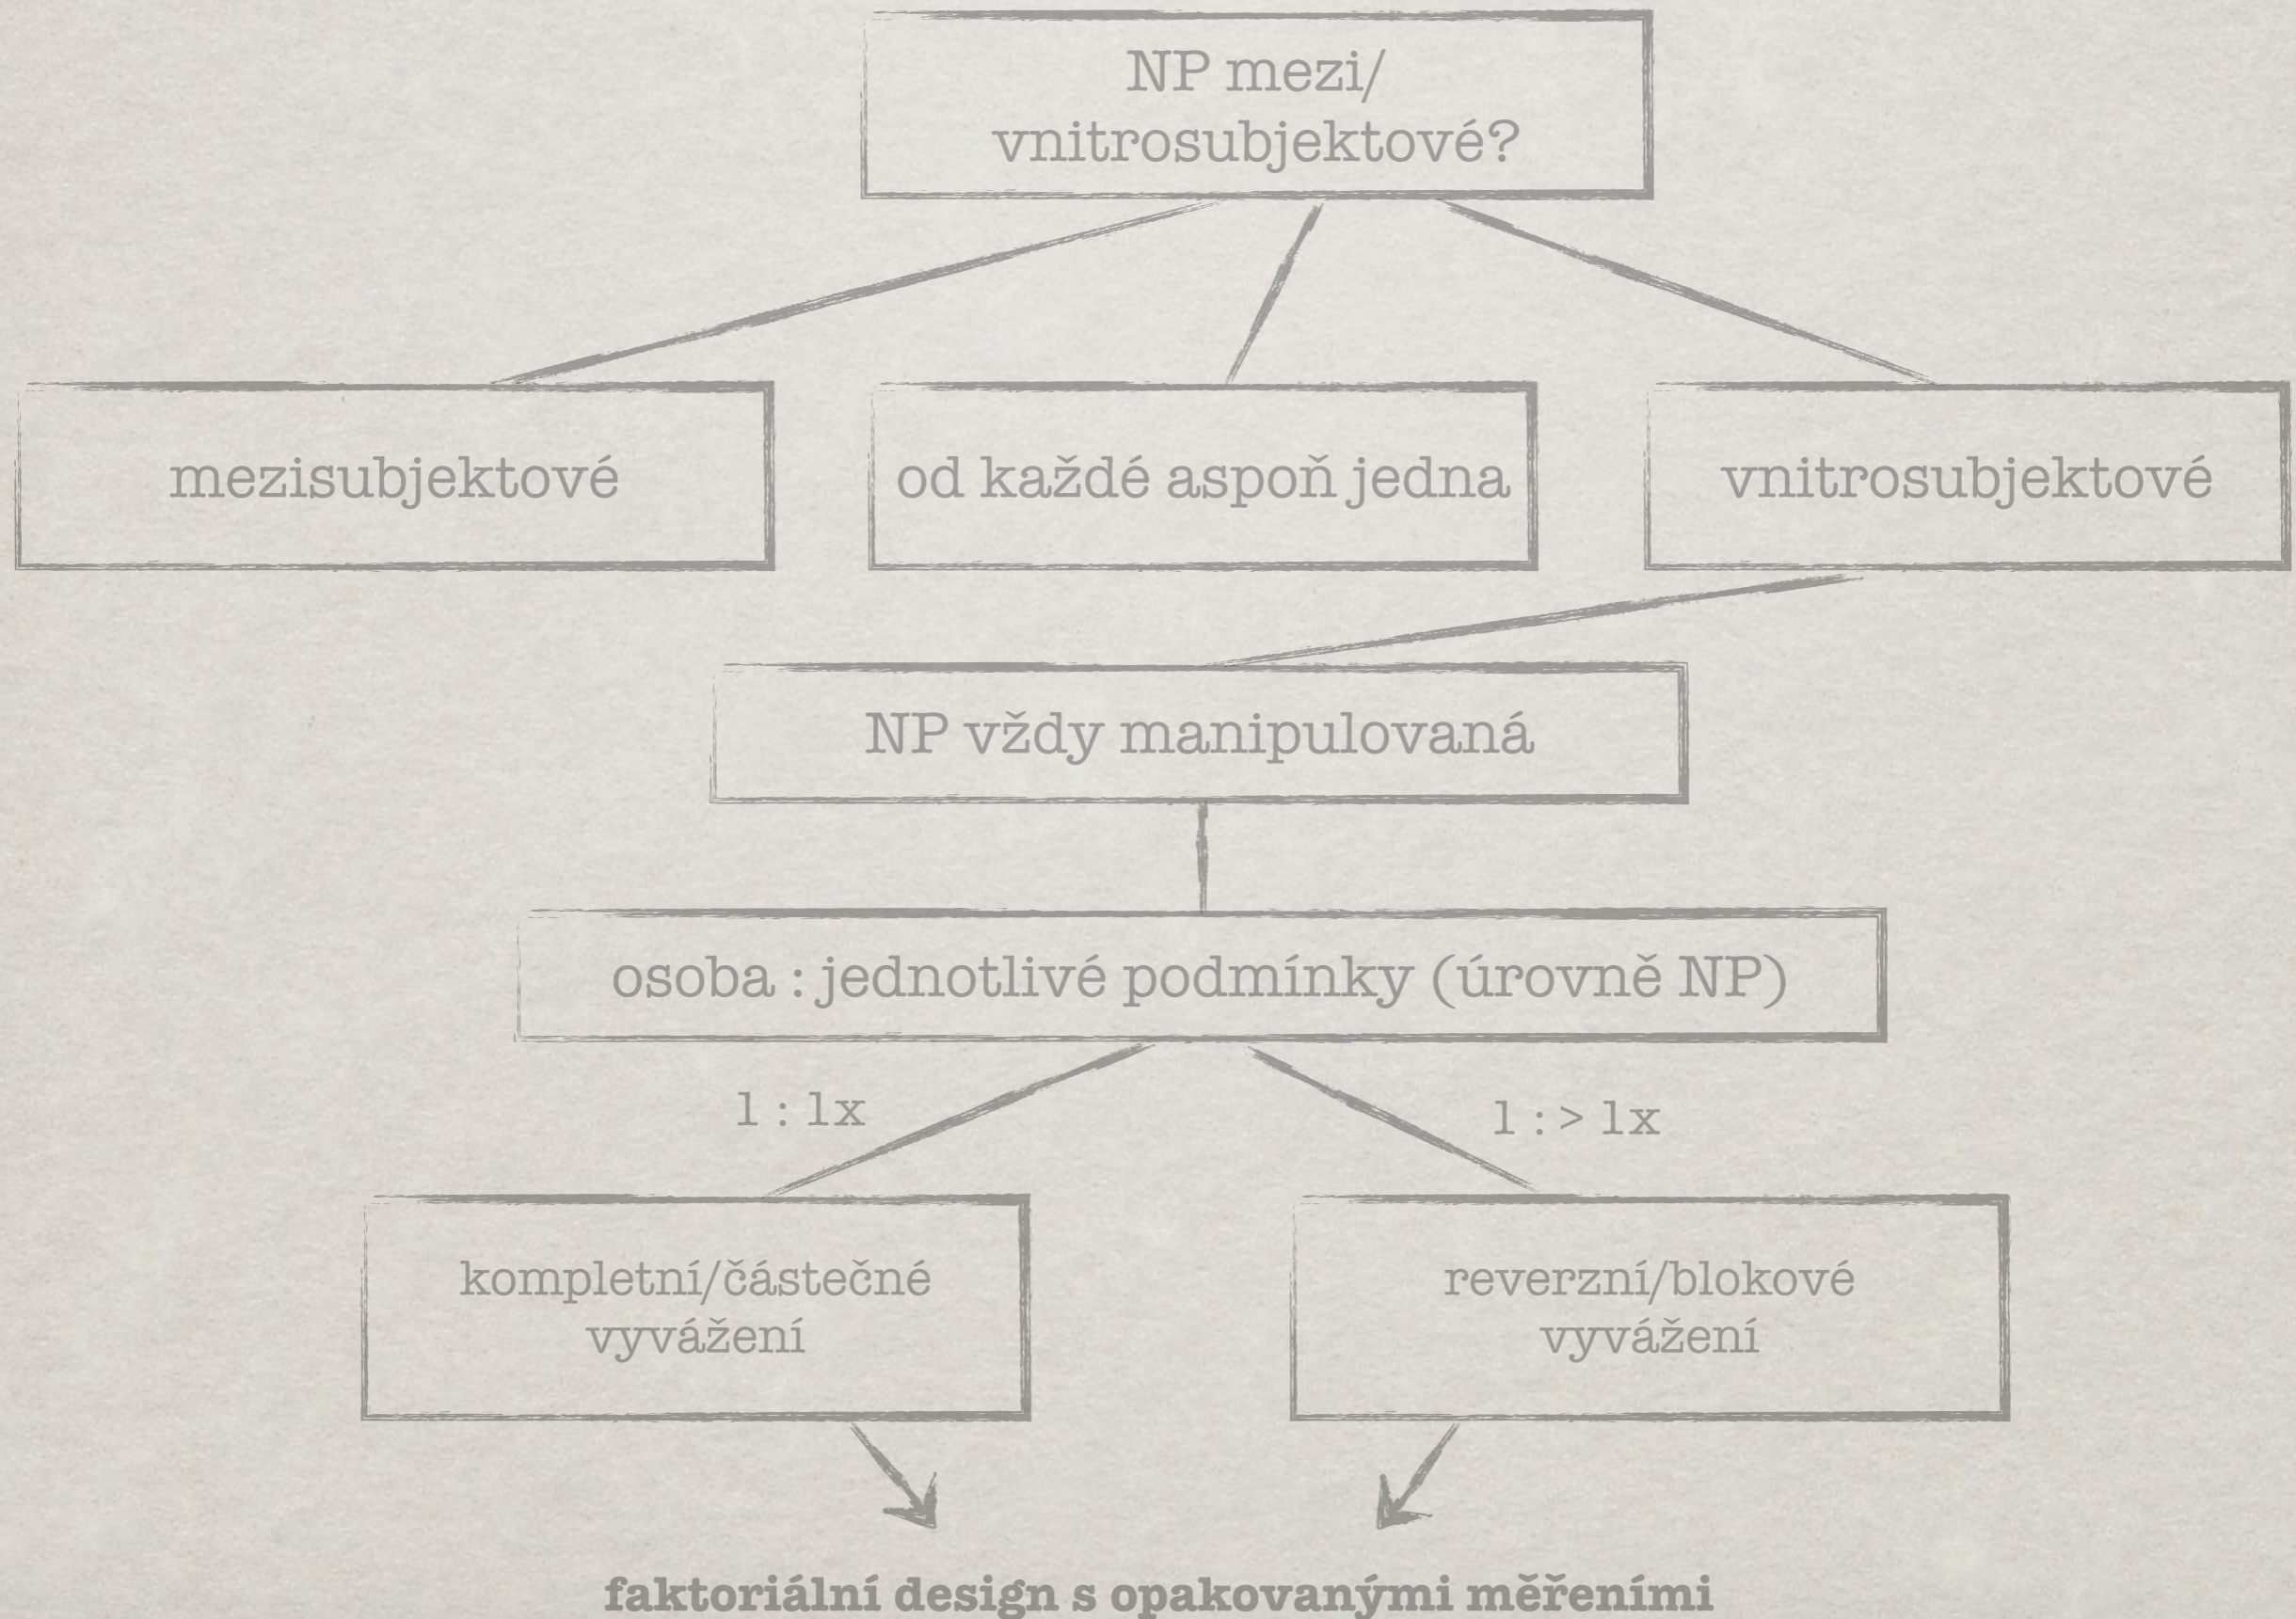 NP mezi/
vnitrosubjektové?
mezisubjektové
od každé aspoň jedna
vnitrosubjektové
NP vždy manipulovaná
osoba : jednotlivé podmínky (úrovně NP)
1 : 1x
1 : > 1x
kompletní/částečné
vyvážení
reverzní/blokové
vyvážení
faktoriální design s opakovanými měřeními